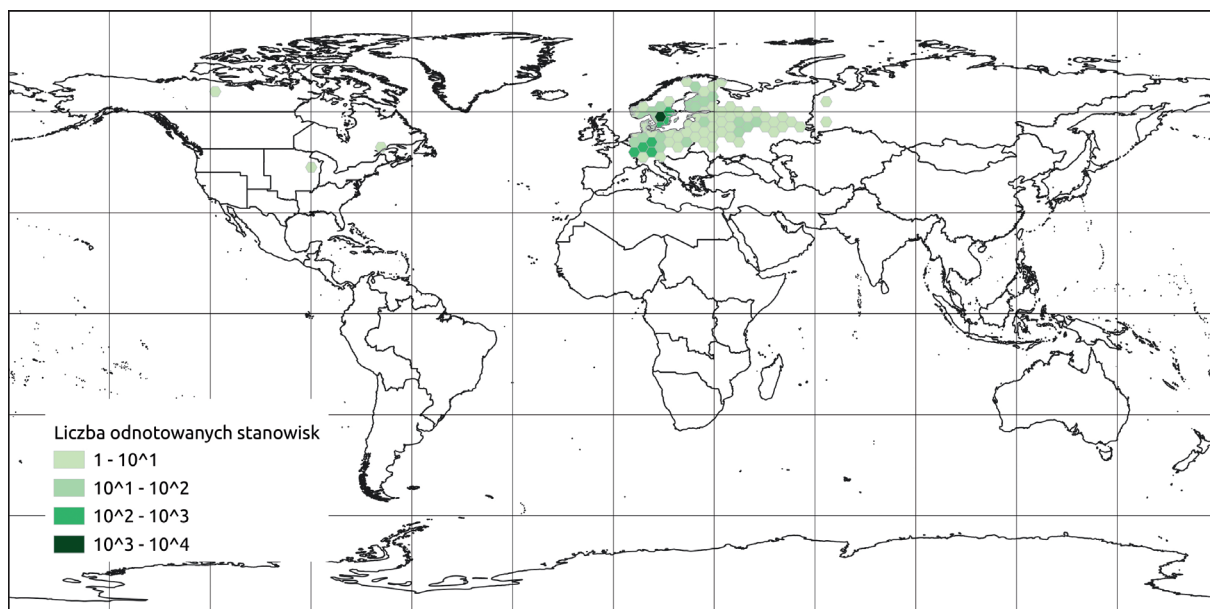 Liczba odnotowanych stanowisk
1 - 10^1
10^1 - 10^2
10^2 - 10^3
10^3 - 10^4